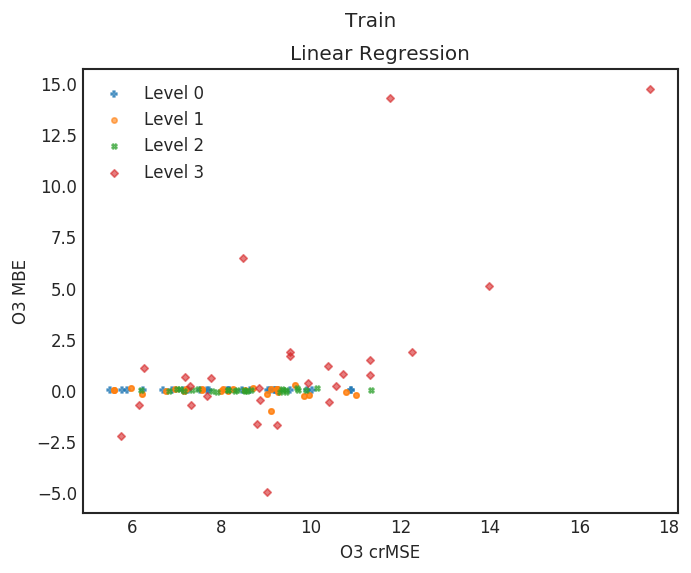 Train
Linear Regression
Level 0
Level 1
Level 2
Level 3
15.0
12.5
10.0
7.5
5.0
2.5
0.0
−2.5
−5.0
O3 MBE
6 8 10 12 14 16 18
O3 crMSE